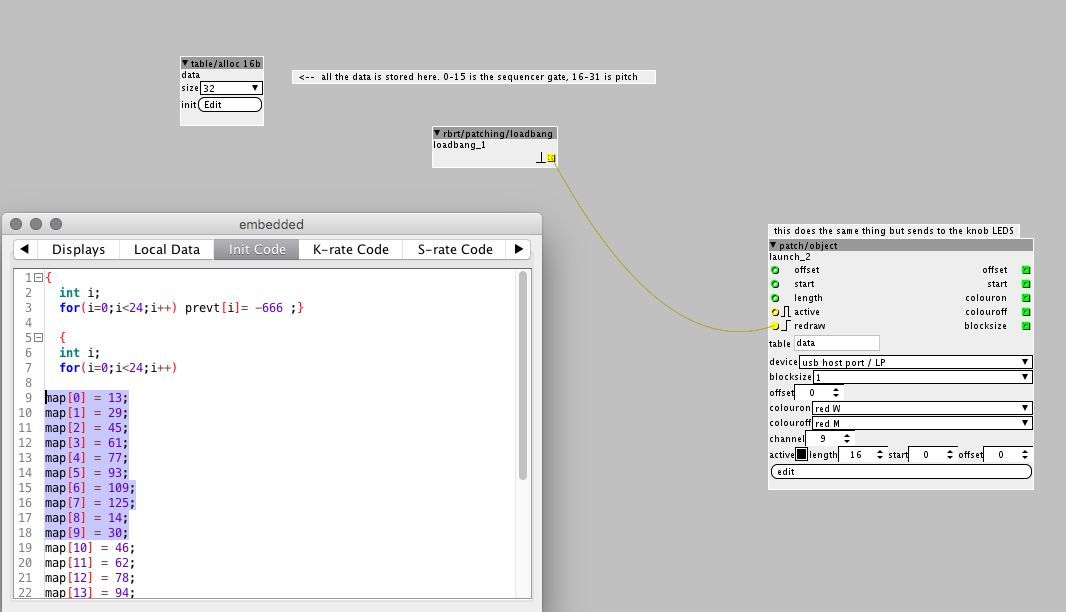 table/alloc 16b
data
size 32
init Edit
<-- all the data is stored here. 0-15 is the sequencer gate, 16-31 is pitch
rbrt/patching/loadbang
loadbang_1
this does the same thing but sends to the knob LEDS
patch/object
launch_2
offset offset
start start
length colouron
active colouroff
redraw blocksize
table data
device usb host port / LP
blocksize 1
offset 0
colouron red W
colouroff red M
channel 9
active length 16 start 0 offset 0
edit
embedded
Displays Local Data Init Code K-rate Code S-rate Code
1 {
2 int i;
3 for(i=0;i<24;i++) prevt[i]= -666 ;}
4
5 {
6 int i;
7 for(i=0;i<24;i++)
8
9 map[0] = 13;
10 map[1] = 29;
11 map[2] = 45;
12 map[3] = 61;
13 map[4] = 77;
14 map[5] = 93;
15 map[6] = 109;
16 map[7] = 125;
17 map[8] = 14;
18 map[9] = 30;
19 map[10] = 46;
20 map[11] = 62;
21 map[12] = 78;
22 map[13] = 94;